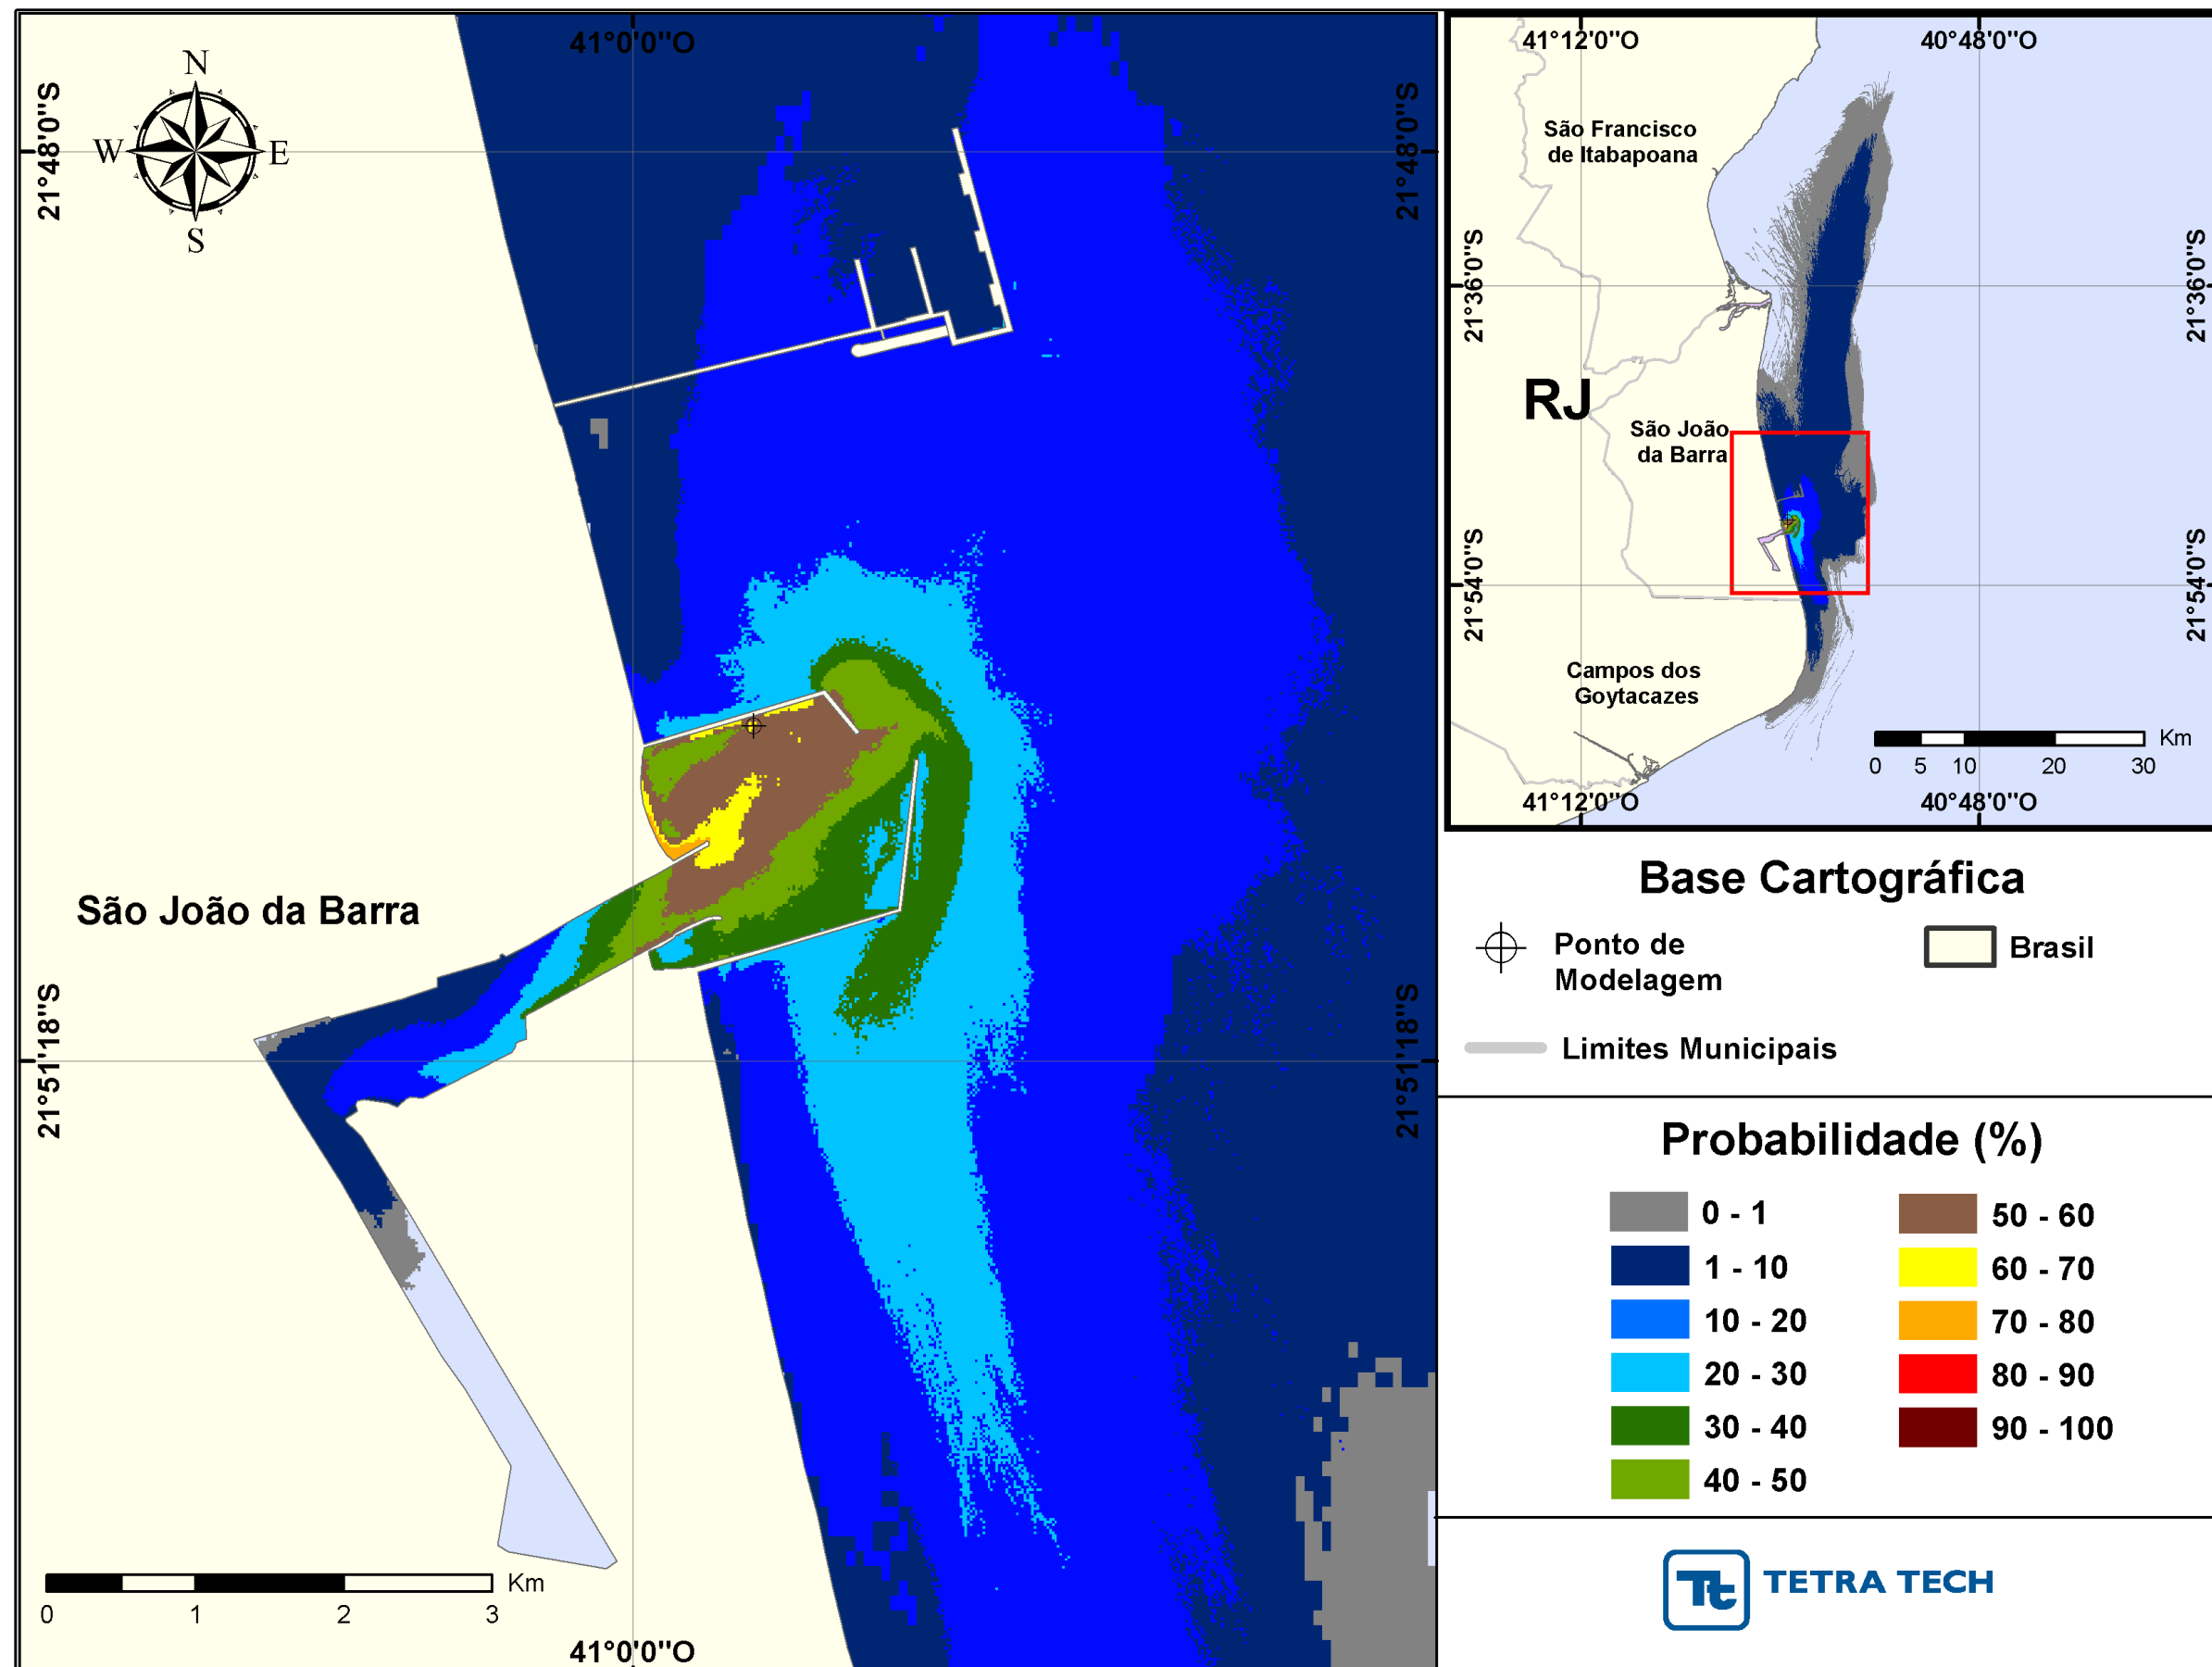 N
W
E
S
41°0'0"O
21°48'0"S
21°48'0"S
São João da Barra
21°51'18"S
21°51'18"S
Km
0 1 2 3
41°0'0"O
41°12'0"O
40°48'0"O
São Francisco
de Itabapoana
21°36'0"S
21°36'0"S
RJ
São João
da Barra
21°54'0"S
21°54'0"S
Campos dos
Goytacazes
Km
0 5 10 20 30
41°12'0"O
40°48'0"O
Base Cartográfica
Ponto de
Modelagem
Brasil
Limites Municipais
Probabilidade (%)
0 - 1
1 - 10
10 - 20
20 - 30
30 - 40
40 - 50
50 - 60
60 - 70
70 - 80
80 - 90
90 - 100
Tt
TETRA TECH